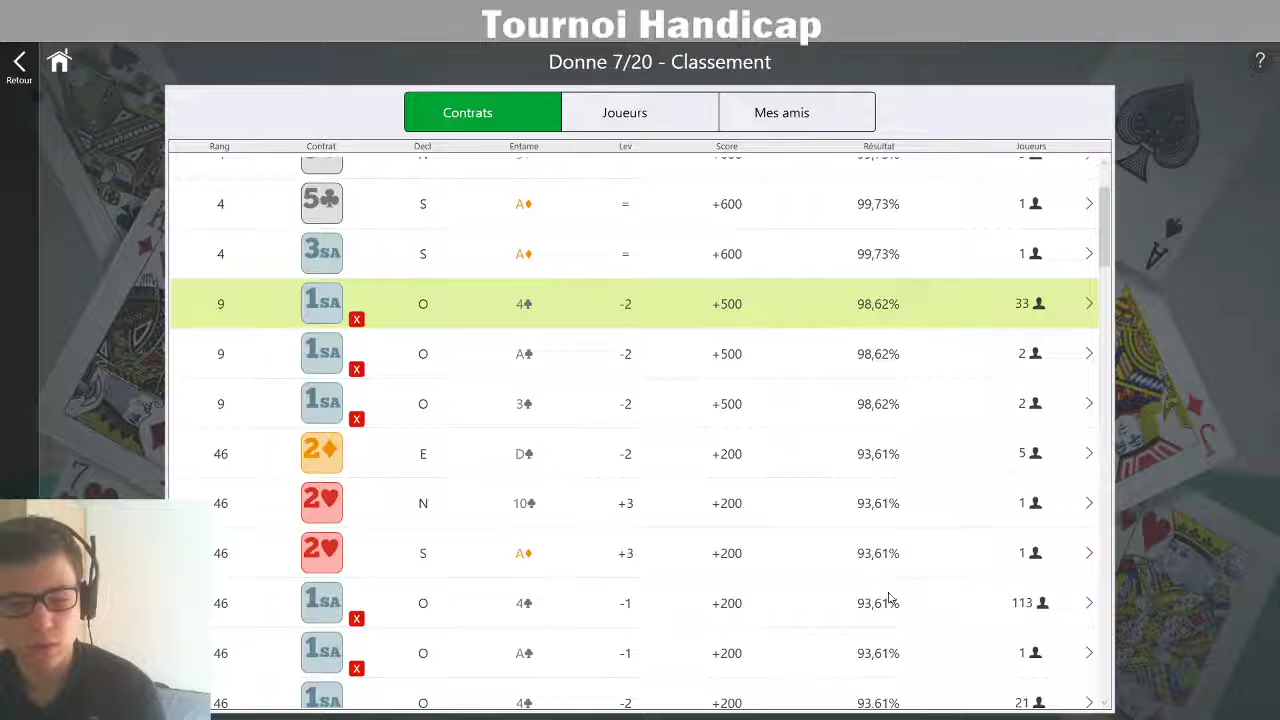 Tournoi Handicap
Retour
Donne 7/20 - Classement
?
Contrats Joueurs Mes amis
Rang Contrat Decl Entame Lev Score Résultat Joueurs
4 5♣ S A♦ = +600 99,73% 1
4 3SA S A♦ = +600 99,73% 1
9 1SA X O 4♠ -2 +500 98,62% 33
9 1SA X O A♠ -2 +500 98,62% 2
9 1SA X O 3♣ -2 +500 98,62% 2
46 2♦ E D♣ -2 +200 93,61% 5
46 2♥ N 10♣ +3 +200 93,61% 1
46 2♥ S A♦ +3 +200 93,61% 1
46 1SA X O 4♠ -1 +200 93,61% 113
46 1SA X O A♠ -1 +200 93,61% 1
46 1SA O 4♠ -2 +200 93,61% 21